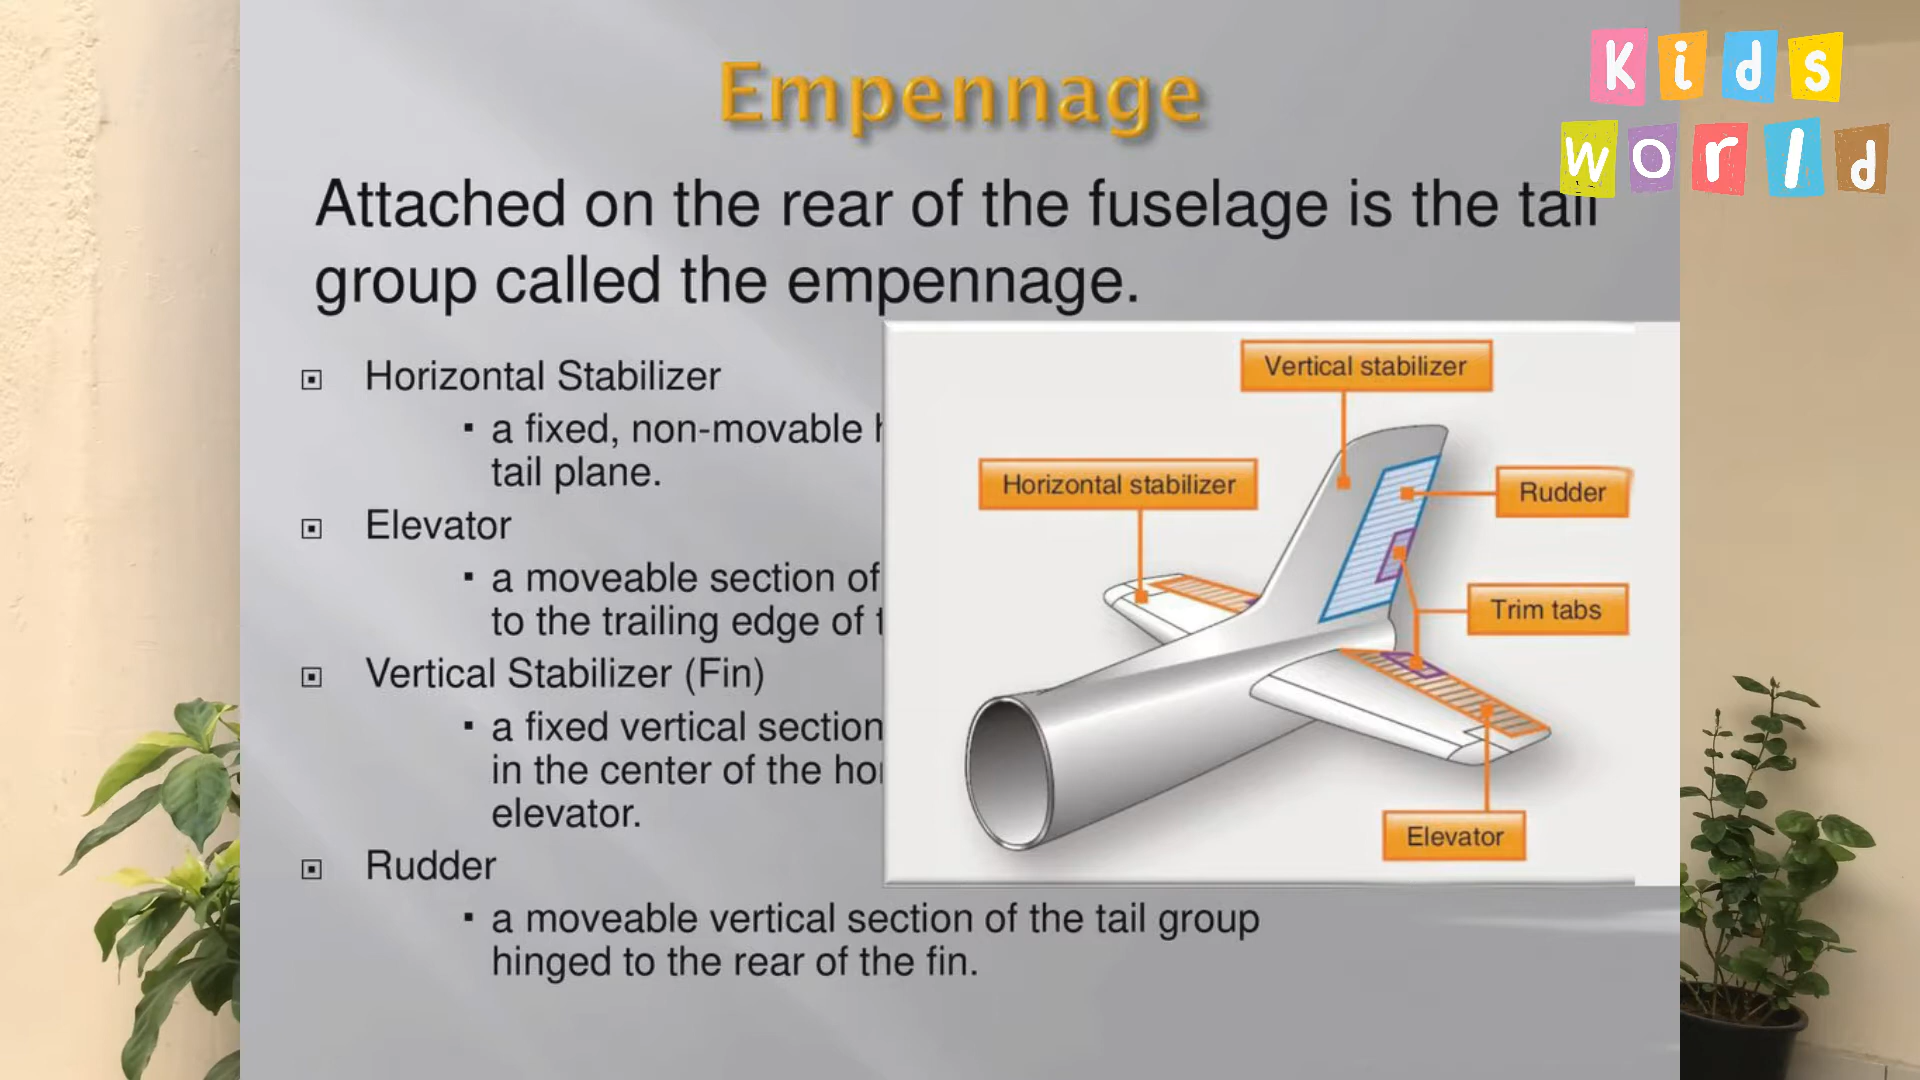 Kids
World
Empennage
Attached on the rear of the fuselage is the tail
group called the empennage.
Horizontal Stabilizer
a fixed, non-movable
tail plane.
Elevator
a moveable section of
to the trailing edge of
Vertical Stabilizer (Fin)
a fixed vertical section
in the center of the
elevator.
Rudder
a moveable vertical section of the tail group
hinged to the rear of the fin.
Vertical stabilizer
Horizontal stabilizer
Rudder
Trim tabs
Elevator